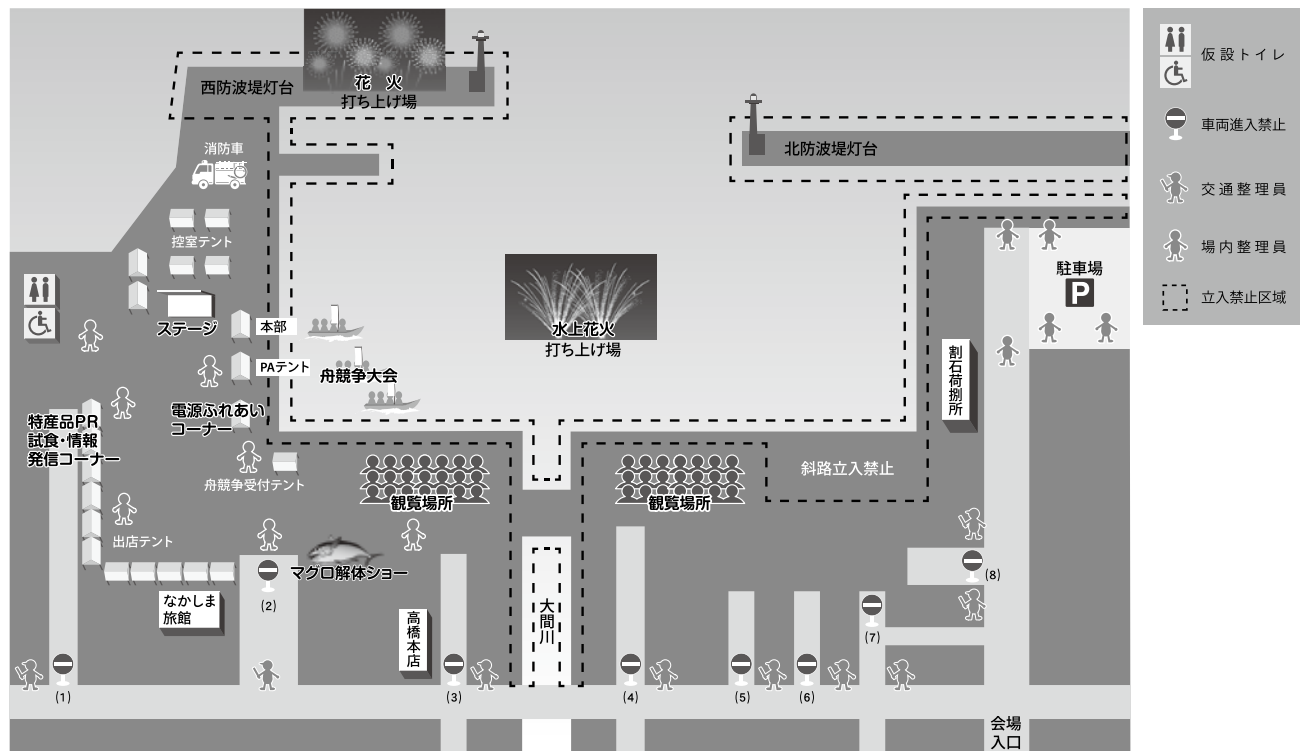 西防波堤灯台
花 火
打ち上げ場
消防車
北防波堤灯台
控室テント
ステージ
本部
PAテント
舟競争大会
水上花火
打ち上げ場
駐車場
P
割石荷捌所
電源ふれあい
コーナー
特産品PR
試食・情報
発信コーナー
舟競争受付テント
観覧場所
観覧場所
斜路立入禁止
出店テント
マグロ解体ショー
なかしま
旅館
高橋本店
大間川
(1)
(2)
(3)
(4)
(5)
(6)
(7)
(8)
会場
入口
仮設トイレ
車両進入禁止
交通整理員
場内整理員
立入禁止区域